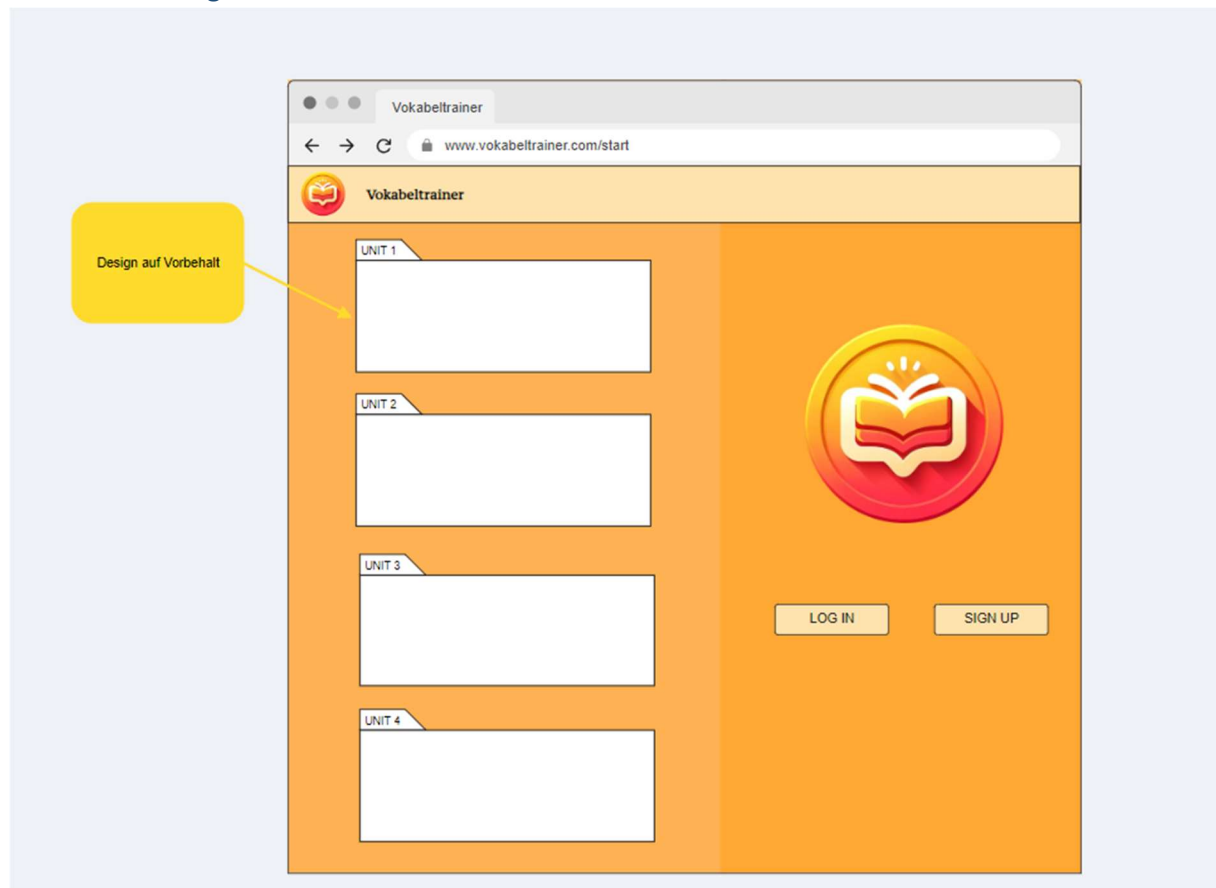 Vokabeltrainer
www.vokabeltrainer.com/start
Vokabeltrainer
Design auf Vorbehalt
UNIT 1
UNIT 2
UNIT 3
LOG IN
SIGN UP
UNIT 4